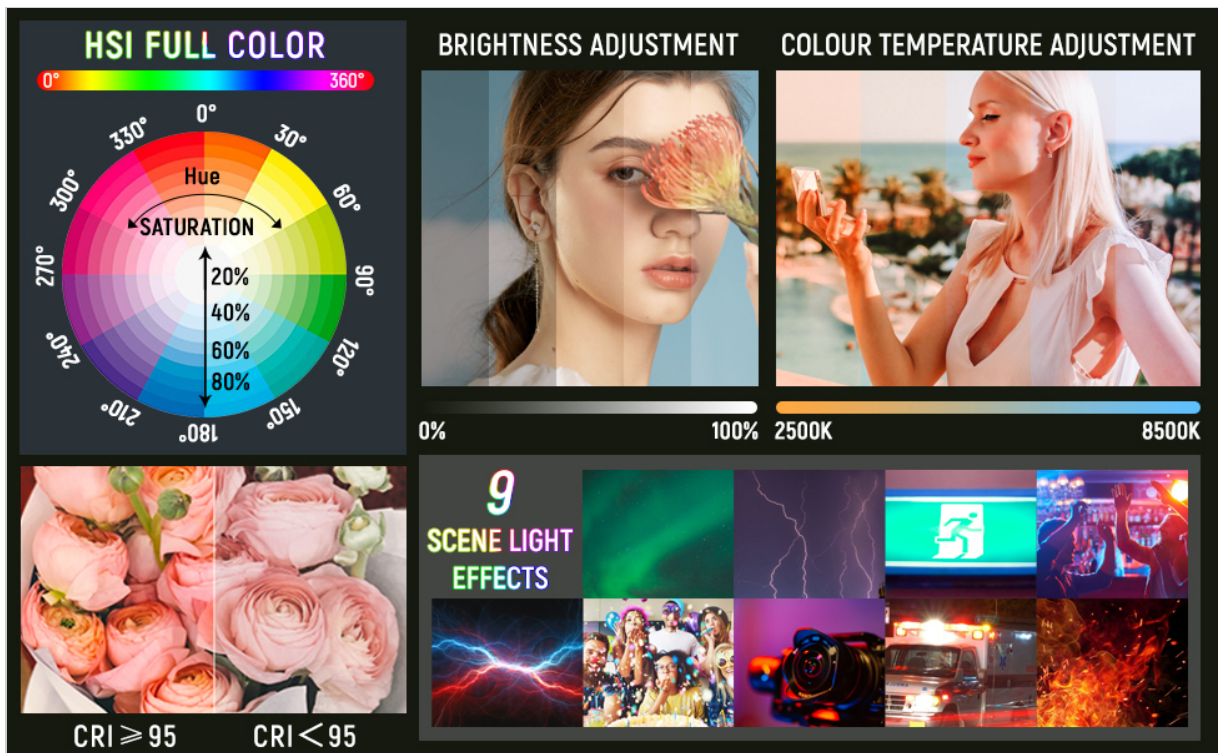 HSI FULL COLOR
0° 360°
0°
30°
60°
90°
120°
150°
180°
210°
240°
270°
300°
330°
Hue
SATURATION
20%
40%
60%
80%
BRIGHTNESS ADJUSTMENT
0% 100%
COLOUR TEMPERATURE ADJUSTMENT
2500K 8500K
CRI⩾95 CRI<95
9
SCENE LIGHT
EFFECTS